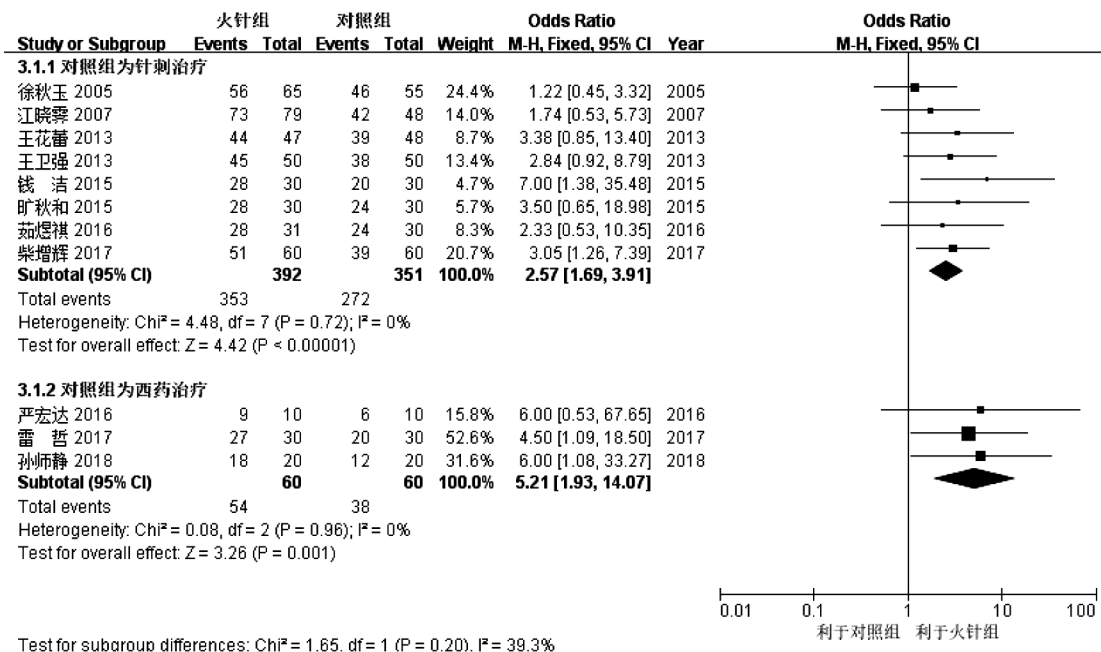 火针组 对照组 Odds Ratio Odds Ratio
Study or Subgroup Events Total Events Total Weight M-H, Fixed, 95% CI Year M-H, Fixed, 95% CI
3.1.1 对照组为针刺治疗
徐秋玉 2005 56 65 46 55 24.4% 1.22 [0.45, 3.32] 2005
江晓霁 2007 73 79 42 48 14.0% 1.74 [0.53, 5.73] 2007
王花蕾 2013 44 47 39 48 8.7% 3.38 [0.85, 13.40] 2013
王卫强 2013 45 50 38 50 13.4% 2.84 [0.92, 8.79] 2013
钱 洁 2015 28 30 20 30 4.7% 7.00 [1.38, 35.48] 2015
旷秋和 2015 28 30 24 30 5.7% 3.50 [0.65, 18.98] 2015
茹煜祺 2016 28 31 24 30 8.3% 2.33 [0.53, 10.35] 2016
柴增辉 2017 51 60 39 60 20.7% 3.05 [1.26, 7.39] 2017
Subtotal (95% CI) 392 351 100.0% 2.57 [1.69, 3.91]
Total events 353 272
Heterogeneity: Chi² = 4.48, df = 7 (P = 0.72); I² = 0%
Test for overall effect: Z = 4.42 (P < 0.00001)
3.1.2 对照组为西药治疗
严宏达 2016 9 10 6 10 15.8% 6.00 [0.53, 67.65] 2016
雷 哲 2017 27 30 20 30 52.6% 4.50 [1.09, 18.50] 2017
孙师静 2018 18 20 12 20 31.6% 6.00 [1.08, 33.27] 2018
Subtotal (95% CI) 60 60 100.0% 5.21 [1.93, 14.07]
Total events 54 38
Heterogeneity: Chi² = 0.08, df = 2 (P = 0.96); I² = 0%
Test for overall effect: Z = 3.26 (P = 0.001)
0.01 0.1 1 10 100
利于对照组 利于火针组
Test for subgroup differences: Chi² = 1.65, df = 1 (P = 0.20), I² = 39.3%